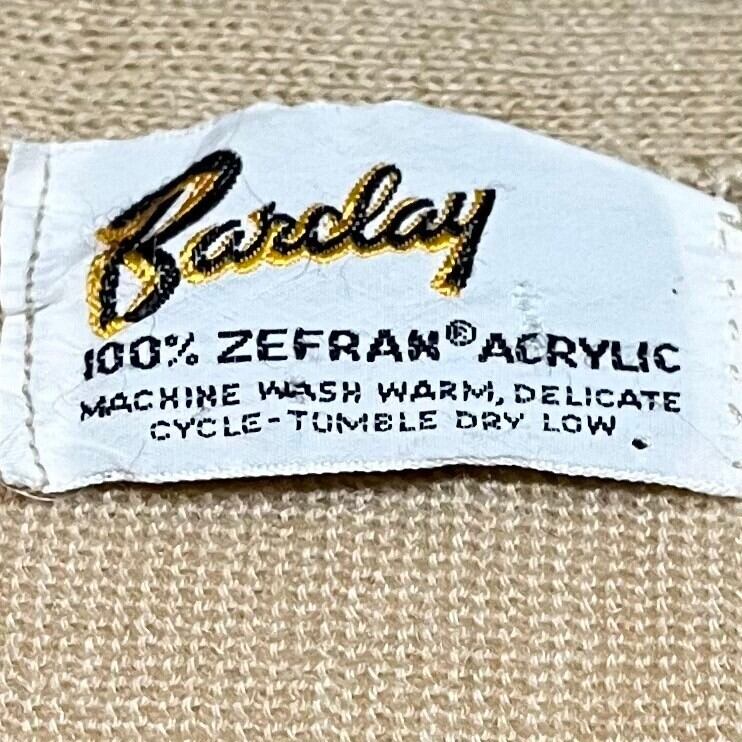 Barclay
100% ZEFRAN® ACRYLIC
MACHINE WASH WARM, DELICATE
CYCLE-TUMBLE DRY LOW